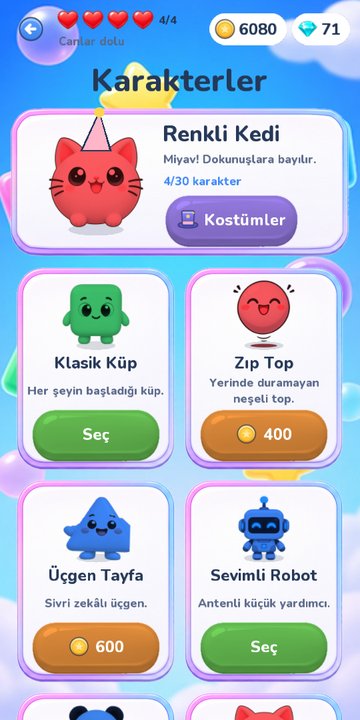 4/4
6080
71
Canlar dolu
Karakterler
Renkli Kedi
Miyav! Dokunuşlara bayılır.
4/30 karakter
Kostümler
Klasik Küp
Her şeyin başladığı küp.
Seç
Zıp Top
Yerinde duramayan
neşeli top.
400
Üçgen Tayfa
Sivri zekâlı üçgen.
600
Sevimli Robot
Antenli küçük yardımcı.
Seç